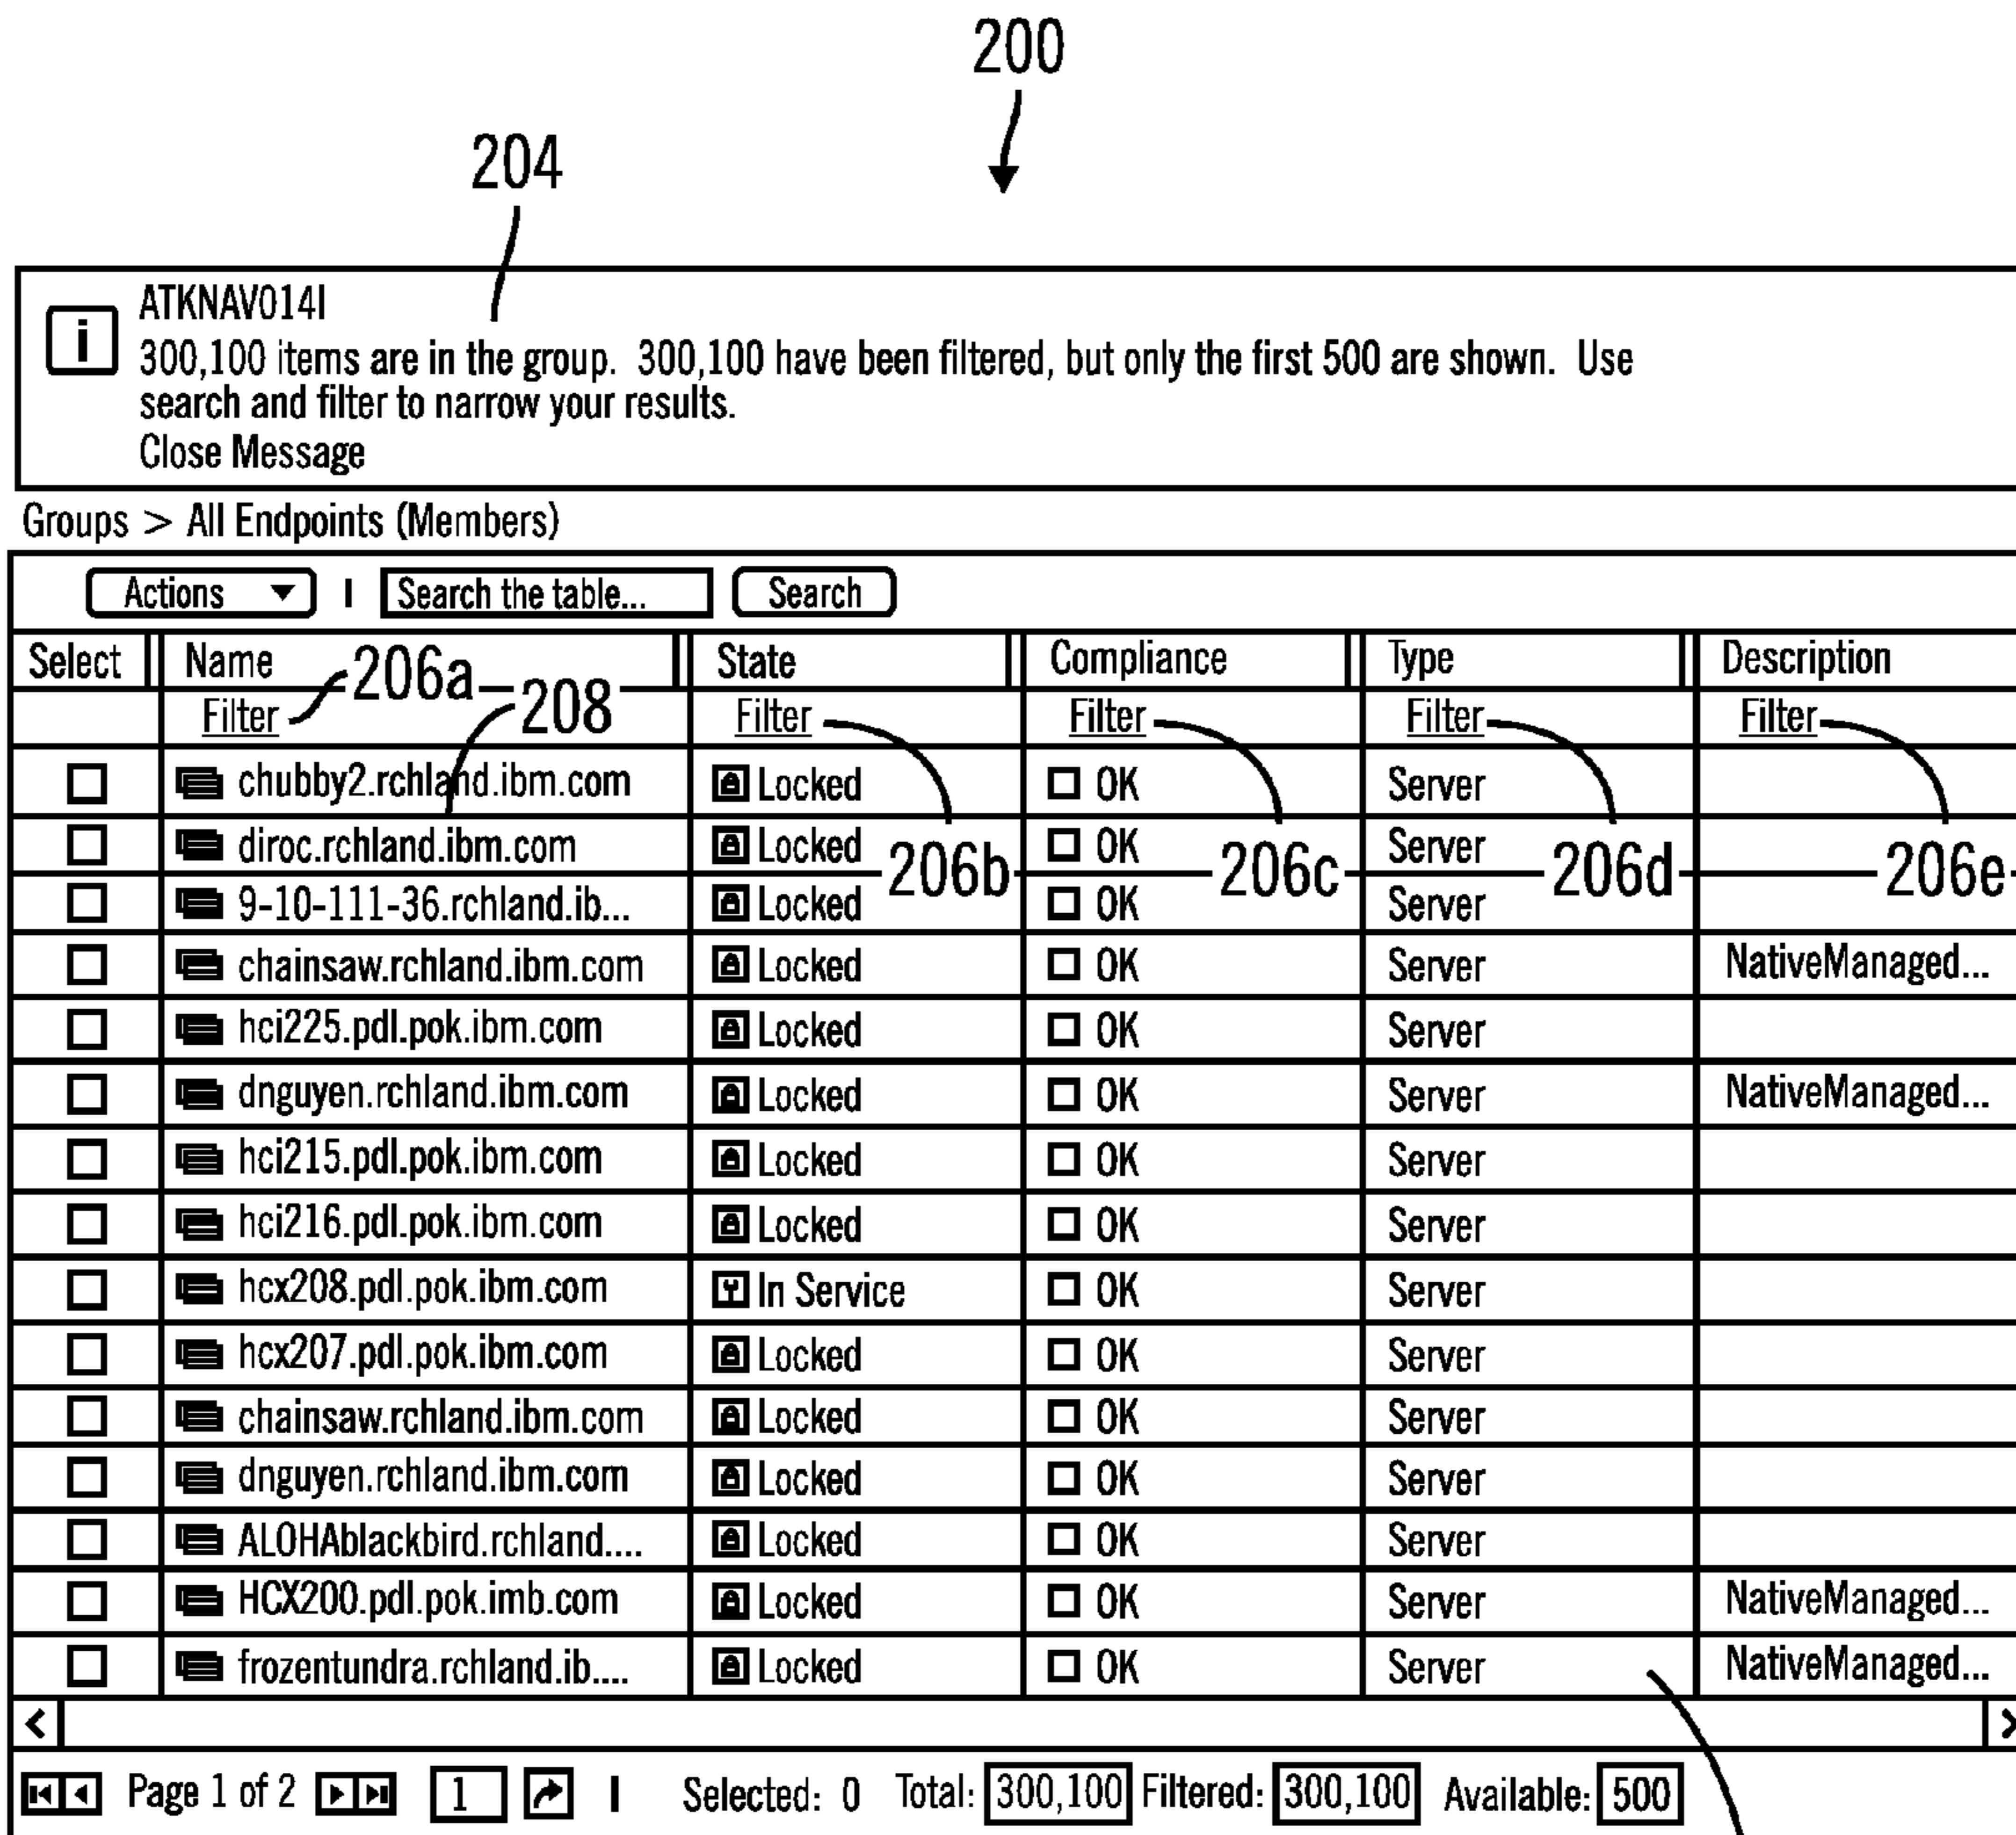 200
204
i
ATKNAV014I
300,100 items are in the group. 300,100 have been filtered, but only the first 500 are shown. Use
search and filter to narrow your results.
Close Message
Groups > All Endpoints (Members)
Actions | Search the table... Search
Select Name State Compliance Type Description
206a 208
Filter Filter Filter Filter Filter
chubby2.rchland.ibm.com Locked OK Server
diroc.rchland.ibm.com Locked OK Server
206b 206c 206d 206e
9-10-111-36.rchland.ib... Locked OK Server
chainsaw.rchland.ibm.com Locked OK Server NativeManaged...
hci225.pdl.pok.ibm.com Locked OK Server
dnguyen.rchland.ibm.com Locked OK Server NativeManaged...
hci215.pdl.pok.ibm.com Locked OK Server
hci216.pdl.pok.ibm.com Locked OK Server
hcx208.pdl.pok.ibm.com In Service OK Server
hcx207.pdl.pok.ibm.com Locked OK Server
chainsaw.rchland.ibm.com Locked OK Server
dnguyen.rchland.ibm.com Locked OK Server
ALOHAblackbird.rchland.... Locked OK Server
HCX200.pdl.pok.imb.com Locked OK Server NativeManaged...
frozentundra.rchland.ib.... Locked OK Server NativeManaged...
Page 1 of 2 1 | Selected: 0 Total: 300,100 Filtered: 300,100 Available: 500